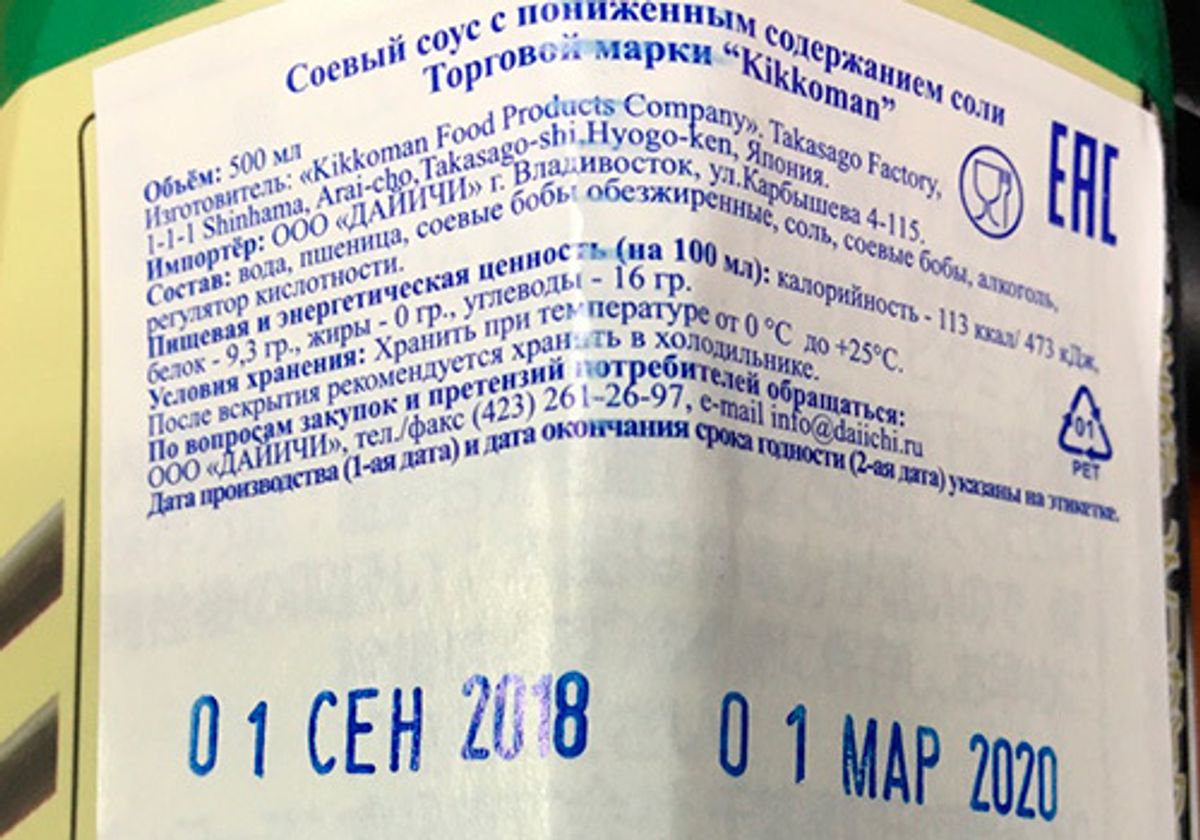 Соевый соус с пониженным содержанием соли
Торговой марки “Kikkoman”
Объём: 500 мл
Изготовитель: «Kikkoman Food Products Company». Takasago Factory,
1-1-1 Shinhama, Arai-cho, Takasago-shi, Hyogo-ken, Япония.
Импортёр: ООО «ДАЙИЧИ» г. Владивосток, ул.Карбышева 4-115.
Состав: вода, пшеница, соевые бобы обезжиренные, соль, соевые бобы, алкоголь,
регулятор кислотности.
Пищевая и энергетическая ценность (на 100 мл): калорийность - 113 ккал/ 473 кДж,
белок - 9,3 гр., жиры - 0 гр., углеводы - 16 гр.
Условия хранения: Хранить при температуре от 0 °C до +25°C.
После вскрытия рекомендуется хранить в холодильнике.
По вопросам закупок и претензий потребителей обращаться:
ООО «ДАЙИЧИ», тел./факс (423) 261-26-97, e-mail info@daiichi.ru
Дата производства (1-ая дата) и дата окончания срока годности (2-ая дата) указаны на этикетке.
EAC
01
PET
01 СЕН 2018 01 МАР 2020